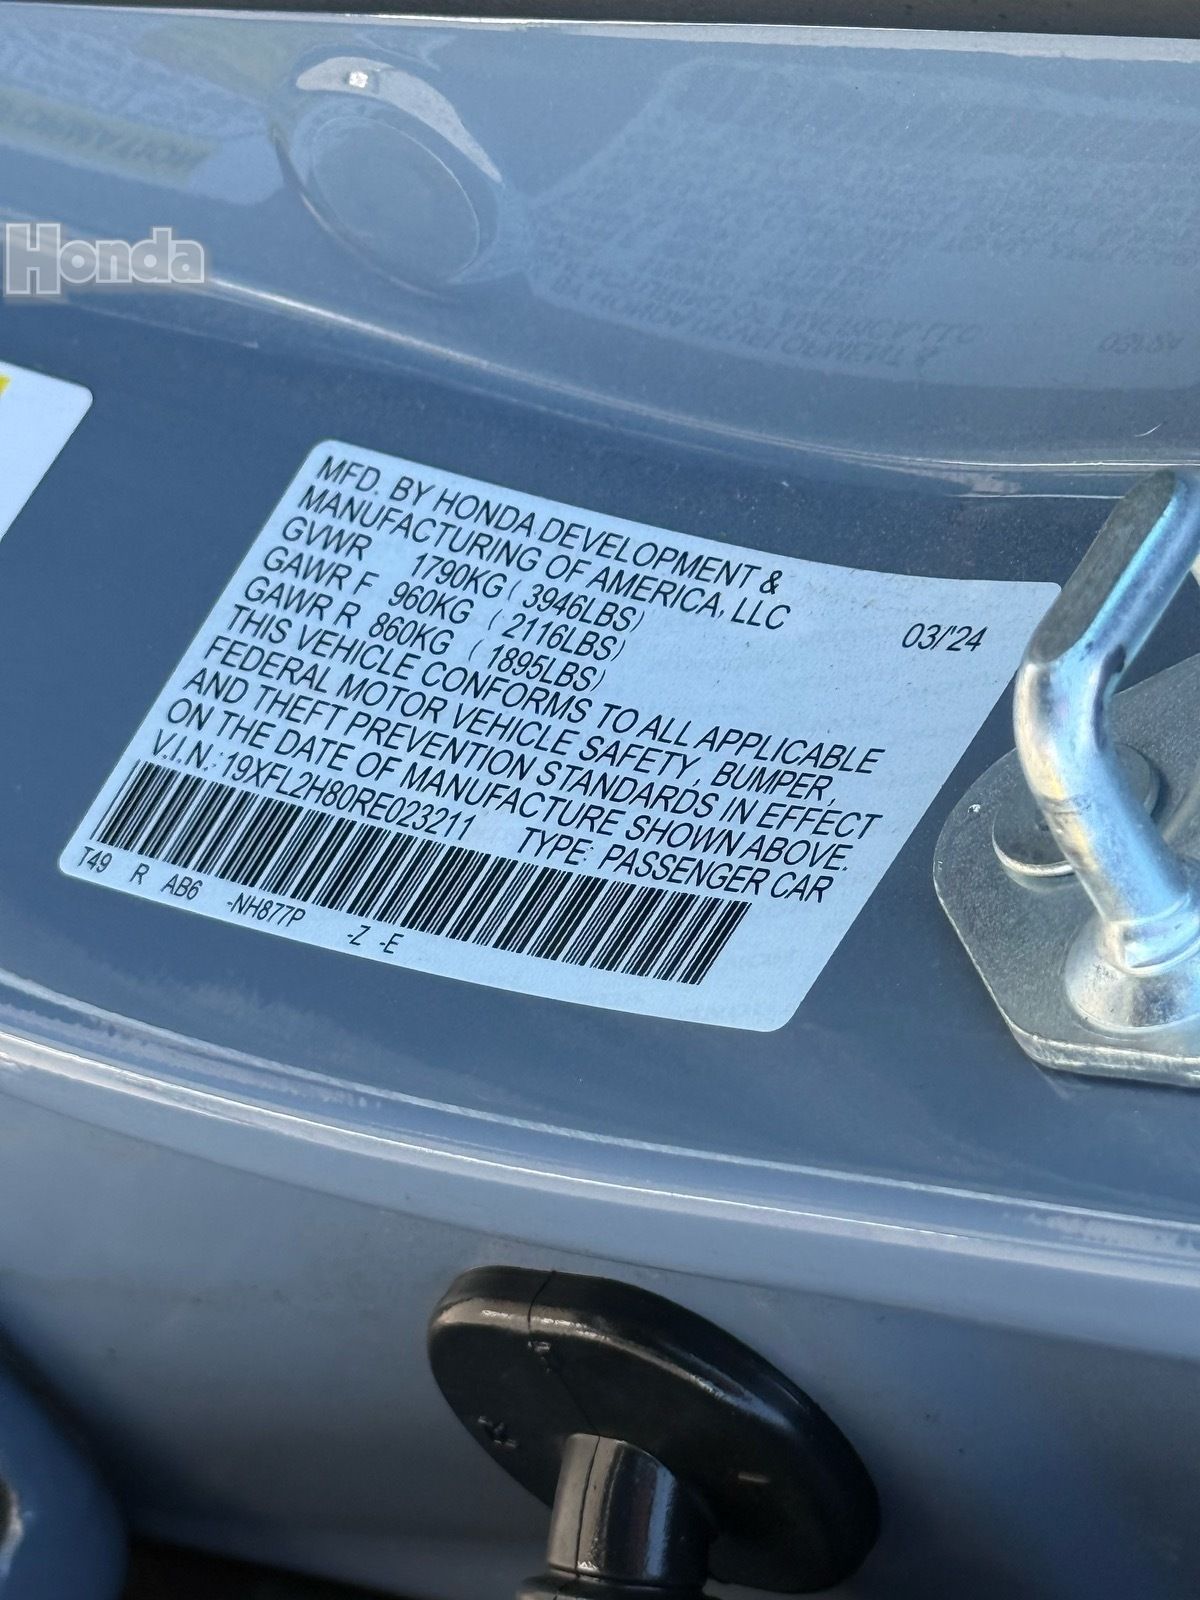 Honda
MFD. BY HONDA DEVELOPMENT &
MANUFACTURING OF AMERICA, LLC
GVWR 1790KG ( 3946LBS) 03/'24
GAWR F 960KG ( 2116LBS)
GAWR R 860KG ( 1895LBS)
THIS VEHICLE CONFORMS TO ALL APPLICABLE
FEDERAL MOTOR VEHICLE SAFETY, BUMPER,
AND THEFT PREVENTION STANDARDS IN EFFECT
ON THE DATE OF MANUFACTURE SHOWN ABOVE.
V.I.N.: 19XFL2H80RE023211 TYPE: PASSENGER CAR
T49 R AB6 -NH877P -Z -E